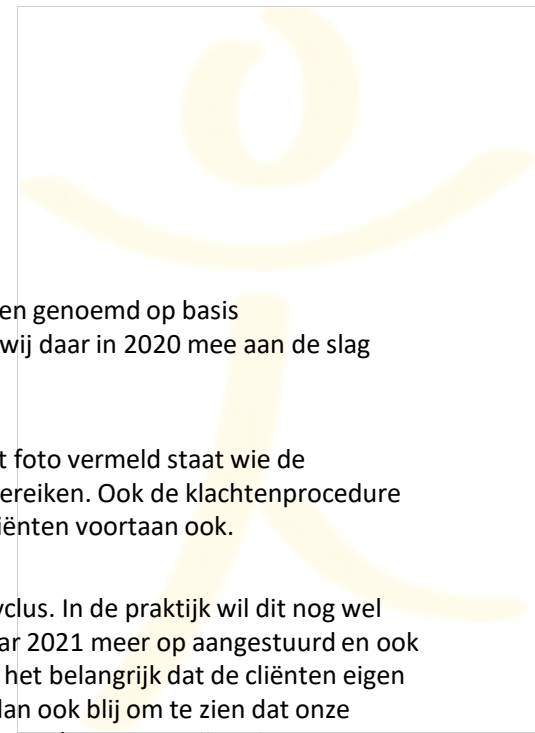 en genoemd op basis
wij daar in 2020 mee aan de slag
t foto vermeld staat wie de
ereiken. Ook de klachtenprocedure
iënten voortaan ook.
yclus. In de praktijk wil dit nog wel
ar 2021 meer op aangestuurd en ook
het belangrijk dat de cliënten eigen
dan ook blij om te zien dat onze